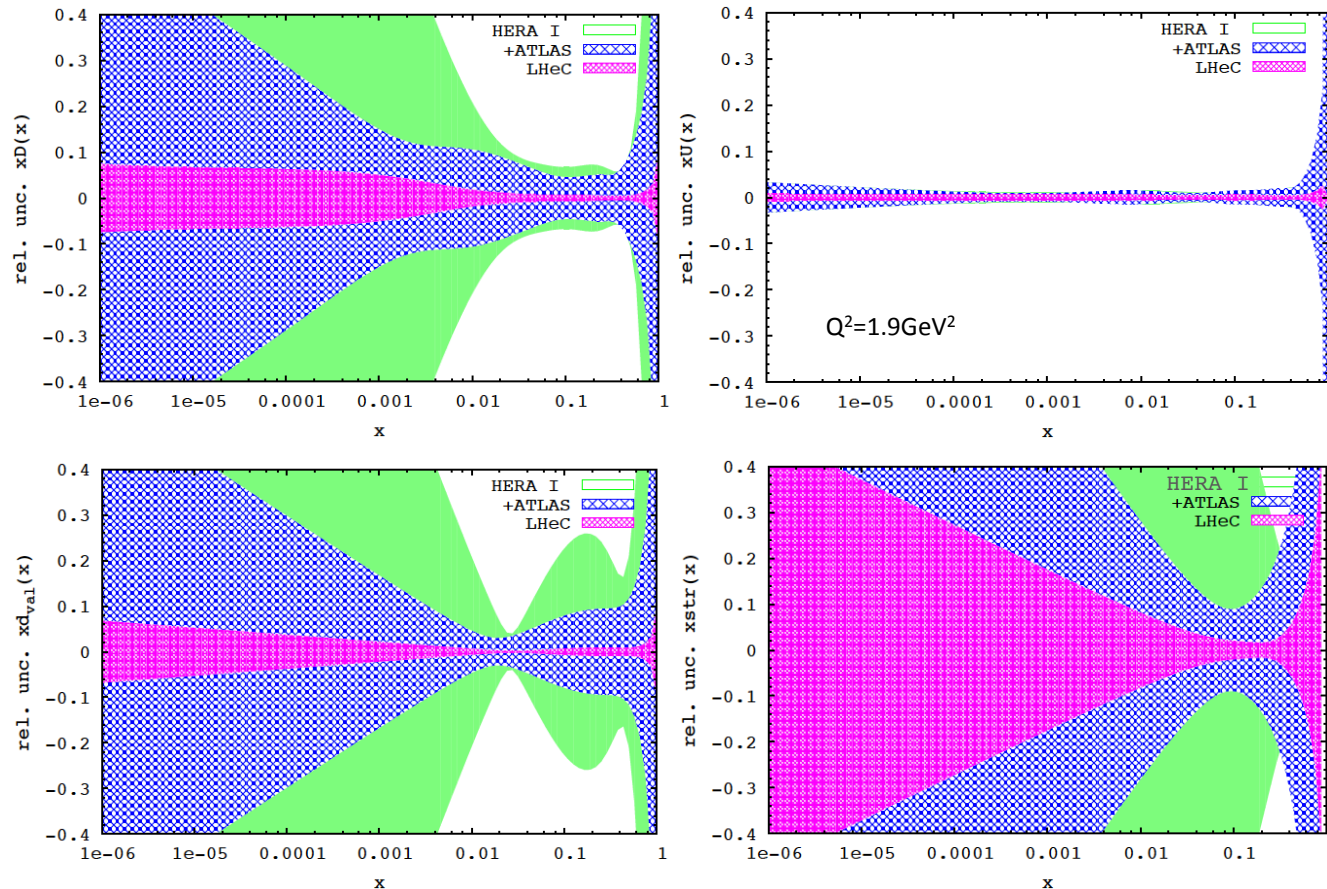 rel. unc. xD(x)
0.4
0.3
0.2
0.1
0
-0.1
-0.2
-0.3
-0.4
HERA I
+ATLAS
LHeC
1e-06 1e-05 0.0001 0.001 0.01 0.1 1
x
rel. unc. xU(x)
0.4
0.3
0.2
0.1
0
-0.1
-0.2
-0.3
-0.4
HERA I
+ATLAS
LHeC
Q²=1.9GeV²
1e-06 1e-05 0.0001 0.001 0.01 0.1
x
rel. unc. xd_val(x)
0.4
0.3
0.2
0.1
0
-0.1
-0.2
-0.3
-0.4
HERA I
+ATLAS
LHeC
1e-06 1e-05 0.0001 0.001 0.01 0.1 1
x
rel. unc. xstr(x)
0.4
0.3
0.2
0.1
0
-0.1
-0.2
-0.3
-0.4
HERA I
+ATLAS
LHeC
1e-06 1e-05 0.0001 0.001 0.01 0.1
x